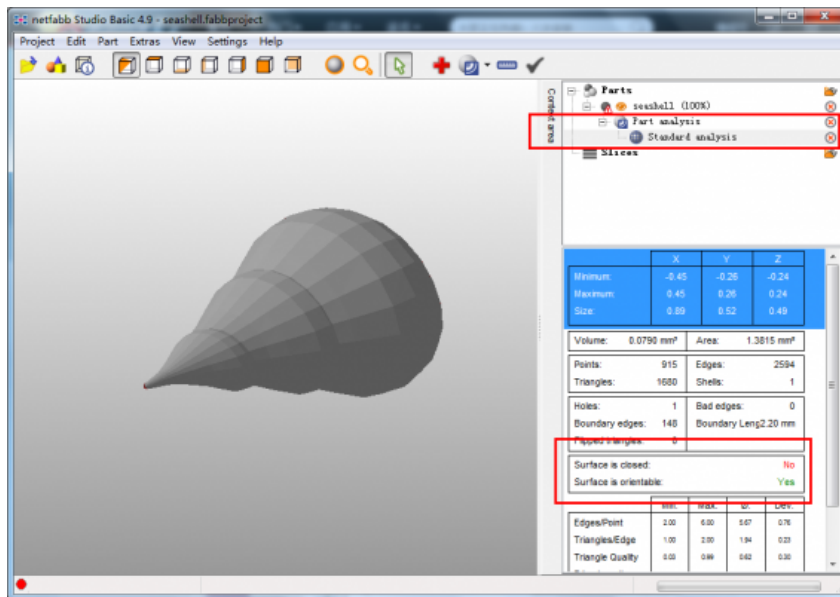 netfabb Studio Basic 4.9 - seashell.fabbproject
Project Edit Part Extras View Settings Help
Context area
Parts
seashell (100%)
Part analysis
Standard analysis
Slices
X Y Z
Minimum: -0.45 -0.26 -0.24
Maximum: 0.45 0.26 0.24
Size: 0.89 0.52 0.49
Volume: 0.0790 mm³ Area: 1.3815 mm²
Points: 915 Edges: 2594
Triangles: 1680 Shells: 1
Holes: 1 Bad edges: 0
Boundary edges: 148 Boundary Leng2.20 mm
Flipped triangles: 0
Surface is closed: No
Surface is orientable: Yes
Min. Max. Ø. Dev.
Edges/Point 2.00 6.00 5.67 0.76
Triangles/Edge 1.00 2.00 1.94 0.23
Triangle Quality 0.03 0.99 0.62 0.30